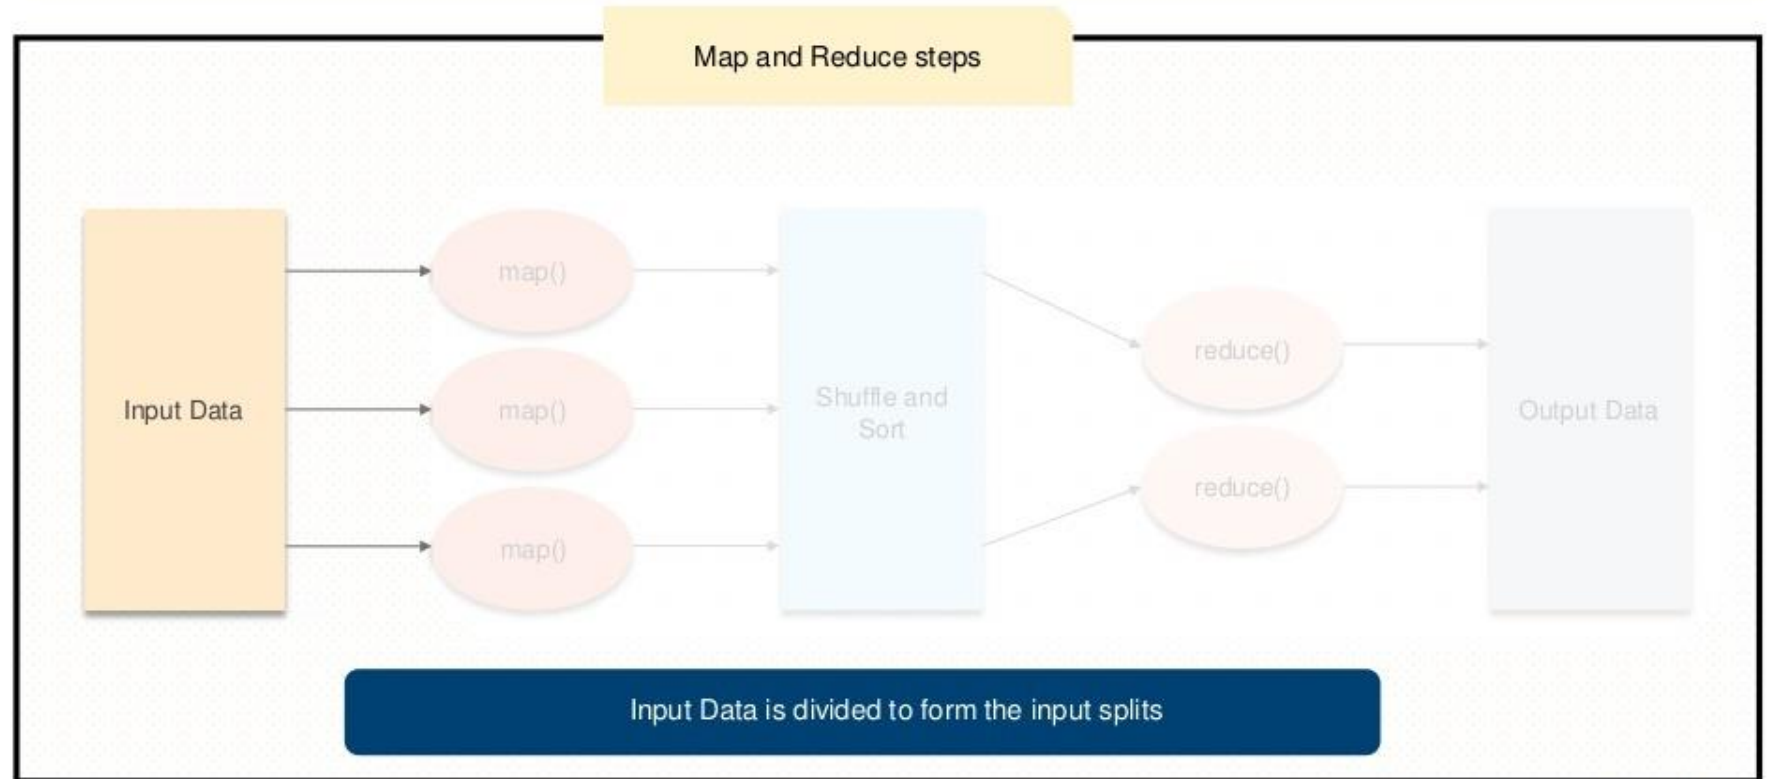 Map and Reduce steps
Input Data
map()
map()
map()
Shuffle and
Sort
reduce()
reduce()
Output Data
Input Data is divided to form the input splits